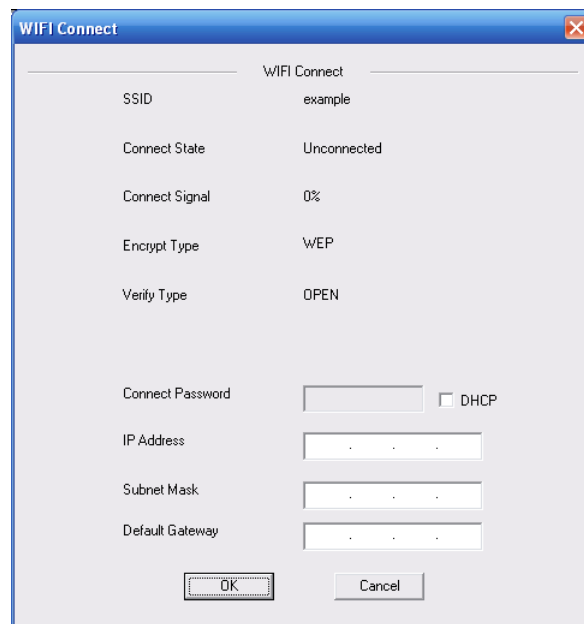 WIFI Connect
WIFI Connect
SSID example
Connect State Unconnected
Connect Signal 0%
Encrypt Type WEP
Verify Type OPEN
Connect Password DHCP
IP Address . . .
Subnet Mask . . .
Default Gateway . . .
OK Cancel